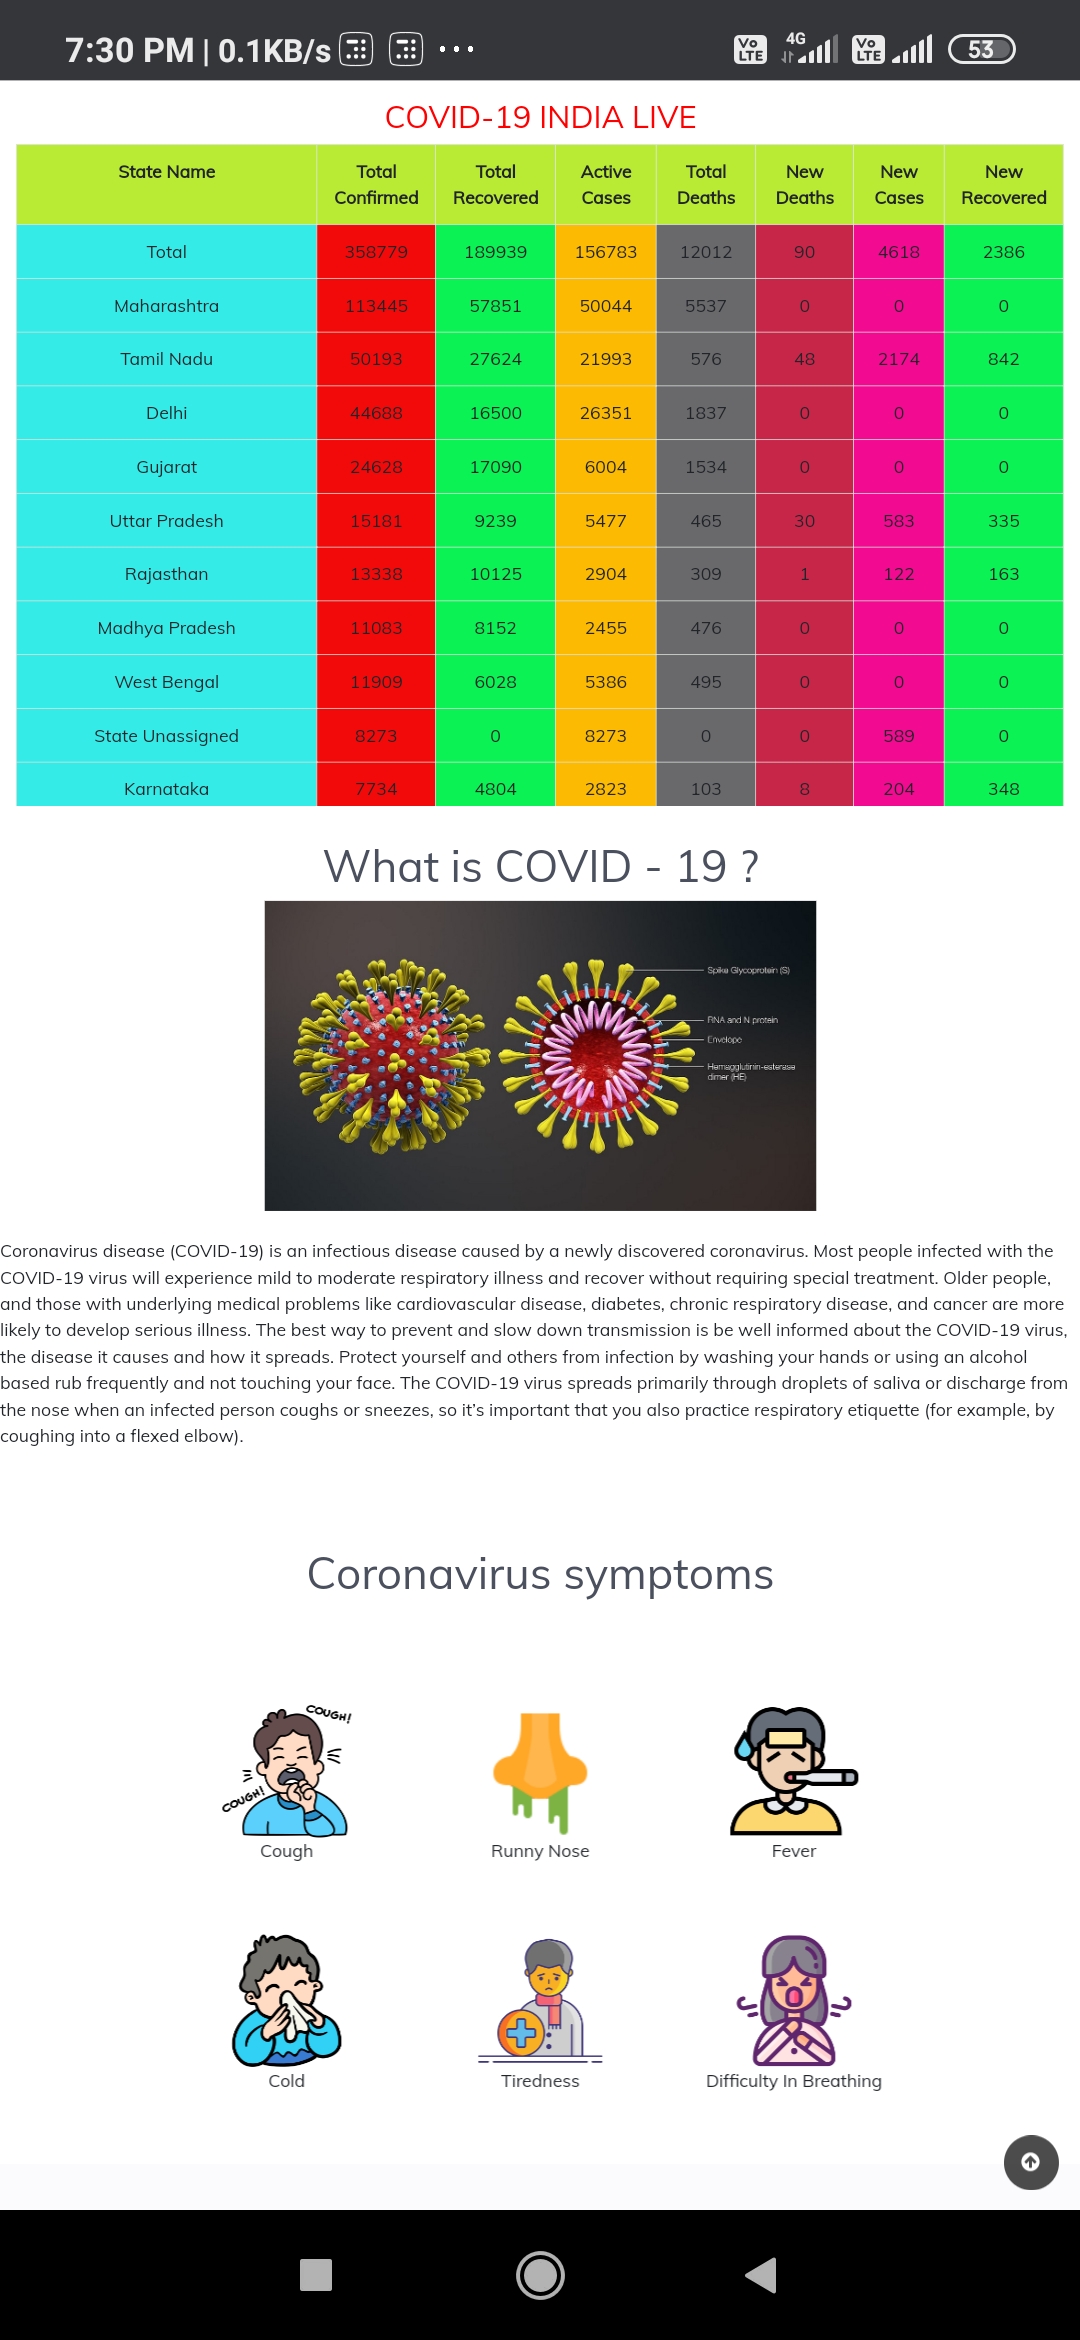 7:30 PM | 0.1KB/s
Vo LTE 4G Vo LTE 53
COVID-19 INDIA LIVE
State Name Total Confirmed Total Recovered Active Cases Total Deaths New Deaths New Cases New Recovered
Total 358779 189939 156783 12012 90 4618 2386
Maharashtra 113445 57851 50044 5537 0 0 0
Tamil Nadu 50193 27624 21993 576 48 2174 842
Delhi 44688 16500 26351 1837 0 0 0
Gujarat 24628 17090 6004 1534 0 0 0
Uttar Pradesh 15181 9239 5477 465 30 583 335
Rajasthan 13338 10125 2904 309 1 122 163
Madhya Pradesh 11083 8152 2455 476 0 0 0
West Bengal 11909 6028 5386 495 0 0 0
State Unassigned 8273 0 8273 0 0 589 0
Karnataka 7734 4804 2823 103 8 204 348
What is COVID - 19 ?
Spike Glycoprotein (S)
RNA and N protein
Envelope
Hemagglutinin-esterase
dimer (HE)
Coronavirus disease (COVID-19) is an infectious disease caused by a newly discovered coronavirus. Most people infected with the
COVID-19 virus will experience mild to moderate respiratory illness and recover without requiring special treatment. Older people,
and those with underlying medical problems like cardiovascular disease, diabetes, chronic respiratory disease, and cancer are more
likely to develop serious illness. The best way to prevent and slow down transmission is be well informed about the COVID-19 virus,
the disease it causes and how it spreads. Protect yourself and others from infection by washing your hands or using an alcohol
based rub frequently and not touching your face. The COVID-19 virus spreads primarily through droplets of saliva or discharge from
the nose when an infected person coughs or sneezes, so it’s important that you also practice respiratory etiquette (for example, by
coughing into a flexed elbow).
Coronavirus symptoms
COUGH!
COUGH!
Cough Runny Nose Fever
Cold Tiredness Difficulty In Breathing